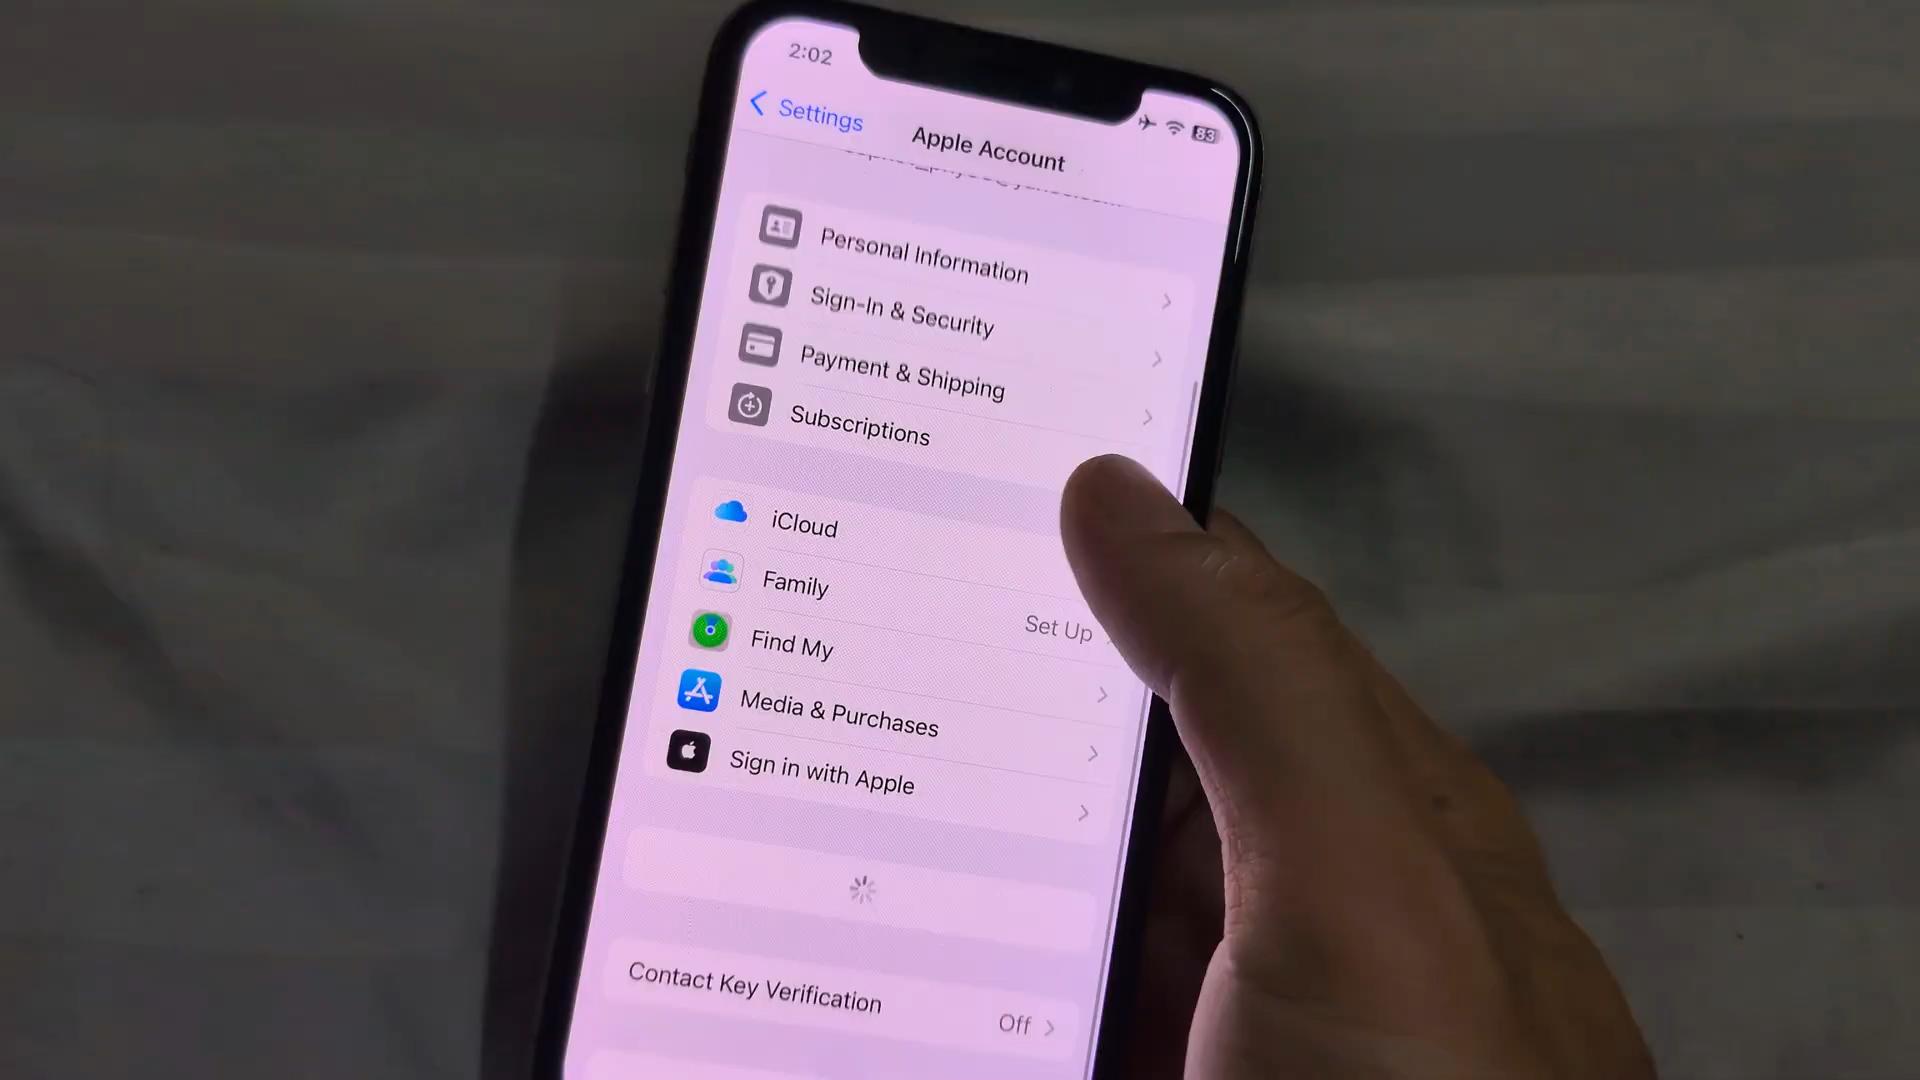 2:02
83
Settings
Apple Account
Personal Information
Sign-In & Security
Payment & Shipping
Subscriptions
iCloud
Family
Set Up
Find My
Media & Purchases
Sign in with Apple
Contact Key Verification
Off